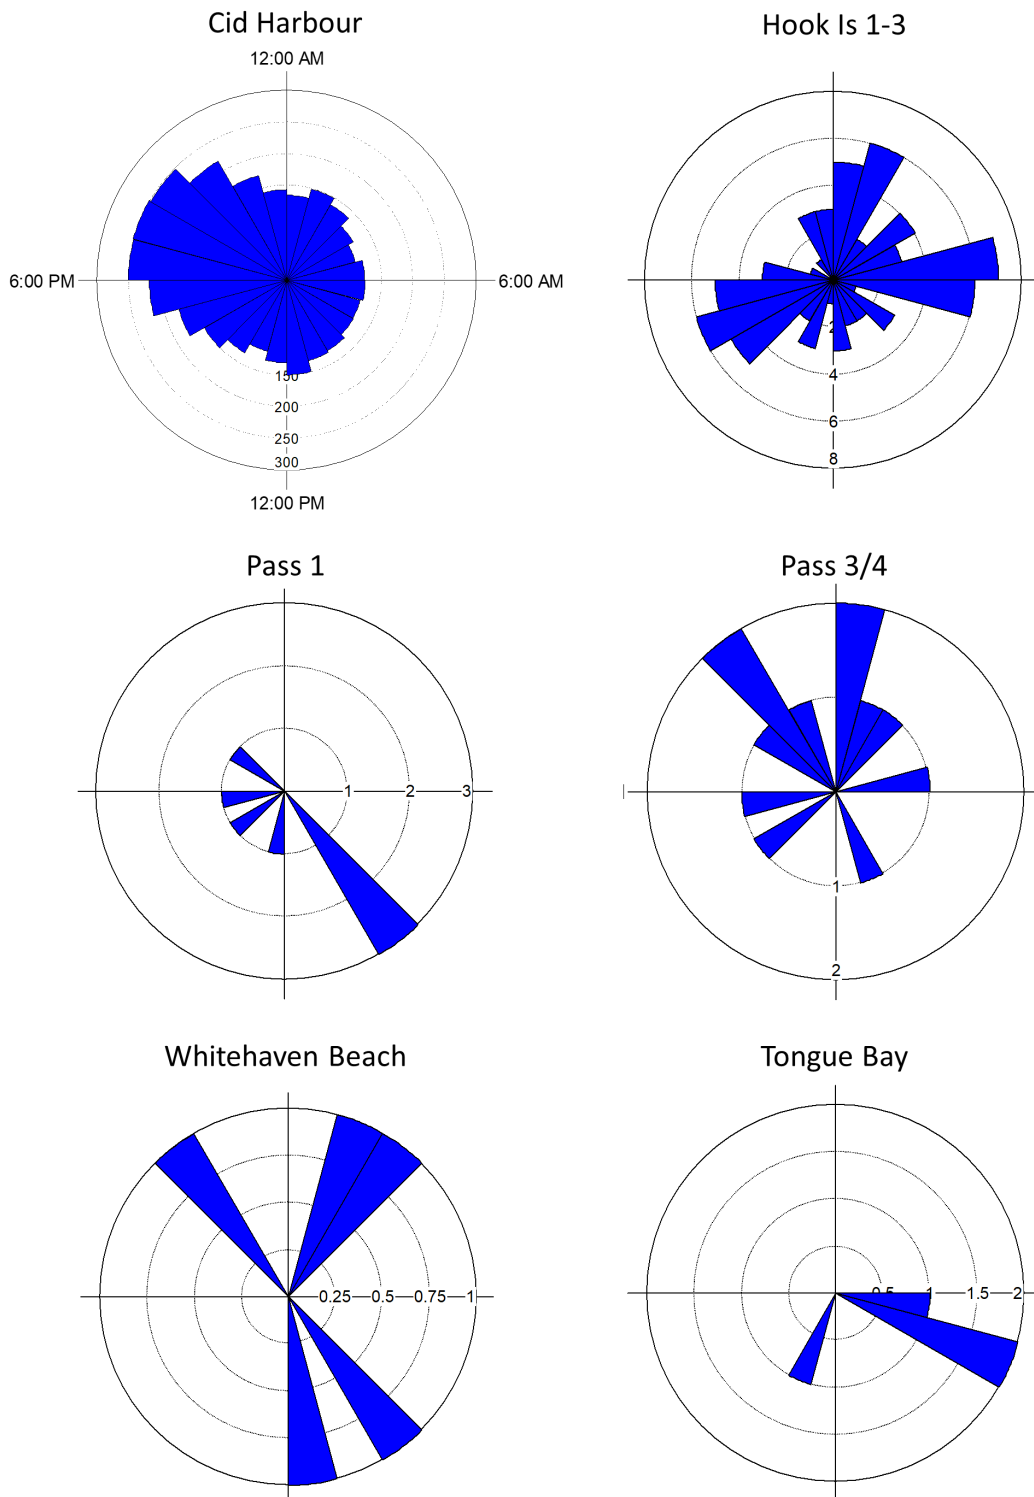 Cid Harbour
Hook Is 1-3
12:00 AM
6:00 PM
6:00 AM
150
200
250
300
12:00 PM
2
4
6
8
Pass 1
Pass 3/4
1 2 3
1
2
Whitehaven Beach
Tongue Bay
0.25 0.5 0.75 1
0.5 1 1.5 2